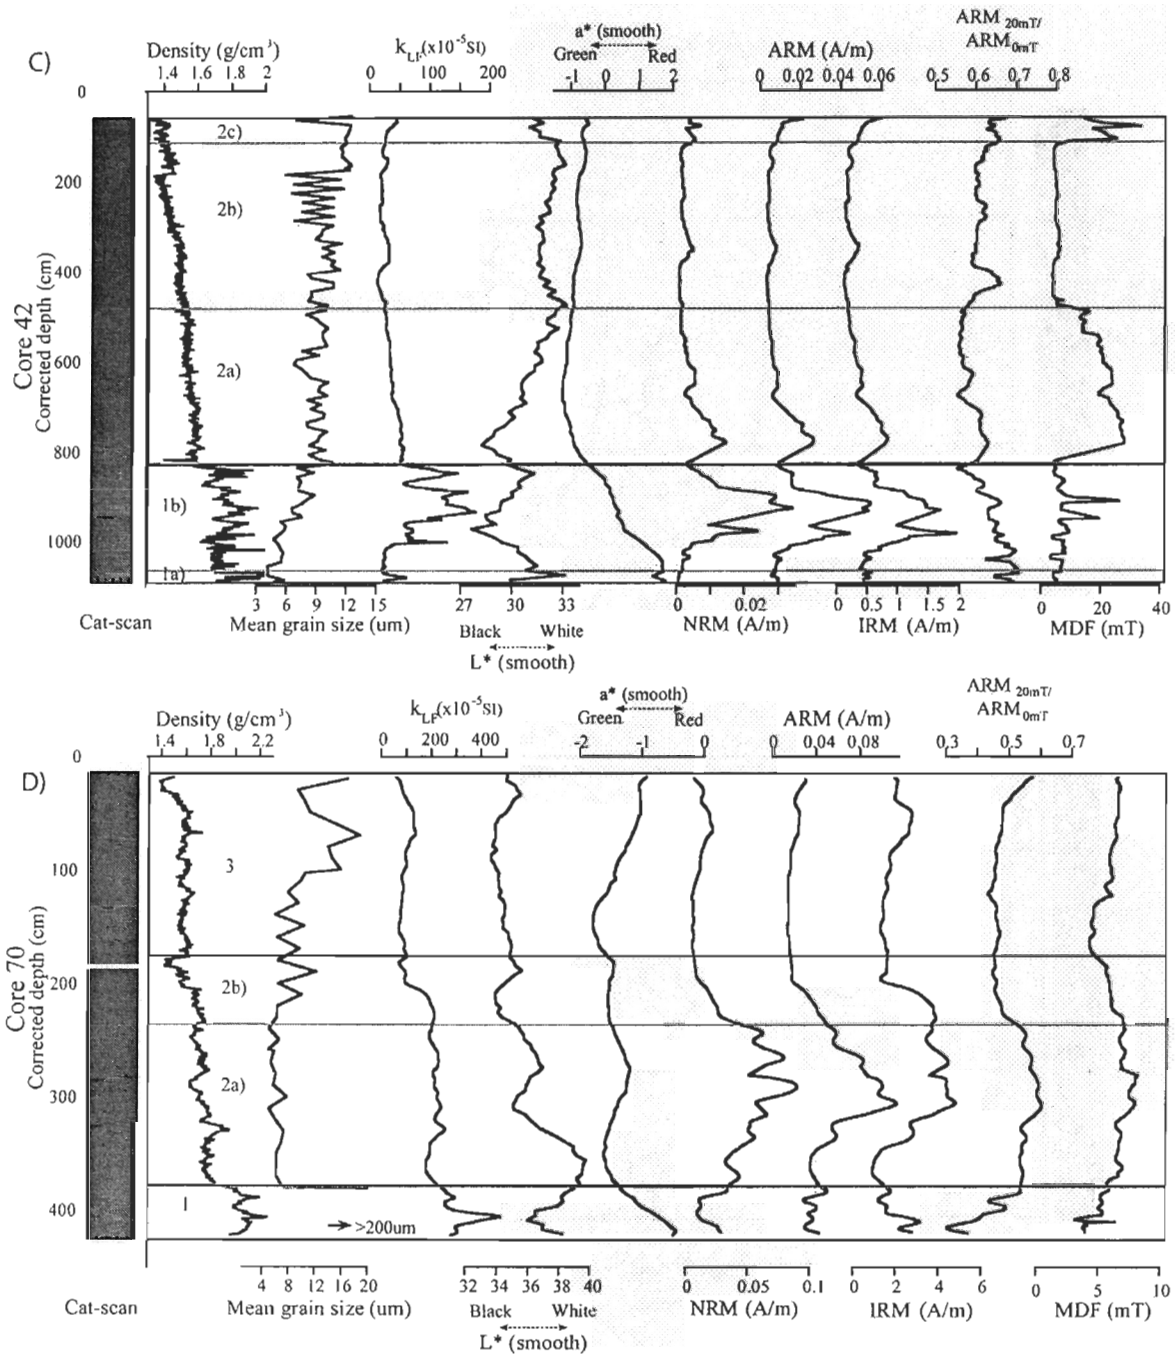 C)
Density (g/cm³)
1.4 1.6 1.8 2
k_LF(x10⁻⁵SI)
0 100 200
a* (smooth)
Green Red
-1 0 1 2
ARM (A/m)
0 0.02 0.04 0.06
ARM 20mT/
ARM 0mT
0.5 0.6 0.7 0.8
Core 42
Corrected depth (cm)
0
200
400
600
800
1000
2c)
2b)
2a)
1b)
1a)
Cat-scan
3 6 9 12 15
Mean grain size (um)
27 30 33
Black White
L* (smooth)
0 0.02
NRM (A/m)
0 0.5 1 1.5 2
IRM (A/m)
0 20 40
MDF (mT)
D)
Density (g/cm³)
1.4 1.8 2.2
k_LF(x10⁻⁵SI)
0 200 400
a* (smooth)
Green Red
-2 -1 0
ARM (A/m)
0 0.04 0.08
ARM 20mT/
ARM 0mT
0.3 0.5 0.7
Core 70
Corrected depth (cm)
0
100
200
300
400
3
2b)
2a)
1
>200um
Cat-scan
4 8 12 16 20
Mean grain size (um)
32 34 36 38 40
Black White
L* (smooth)
0 0.05 0.1
NRM (A/m)
0 2 4 6
IRM (A/m)
0 5 10
MDF (mT)